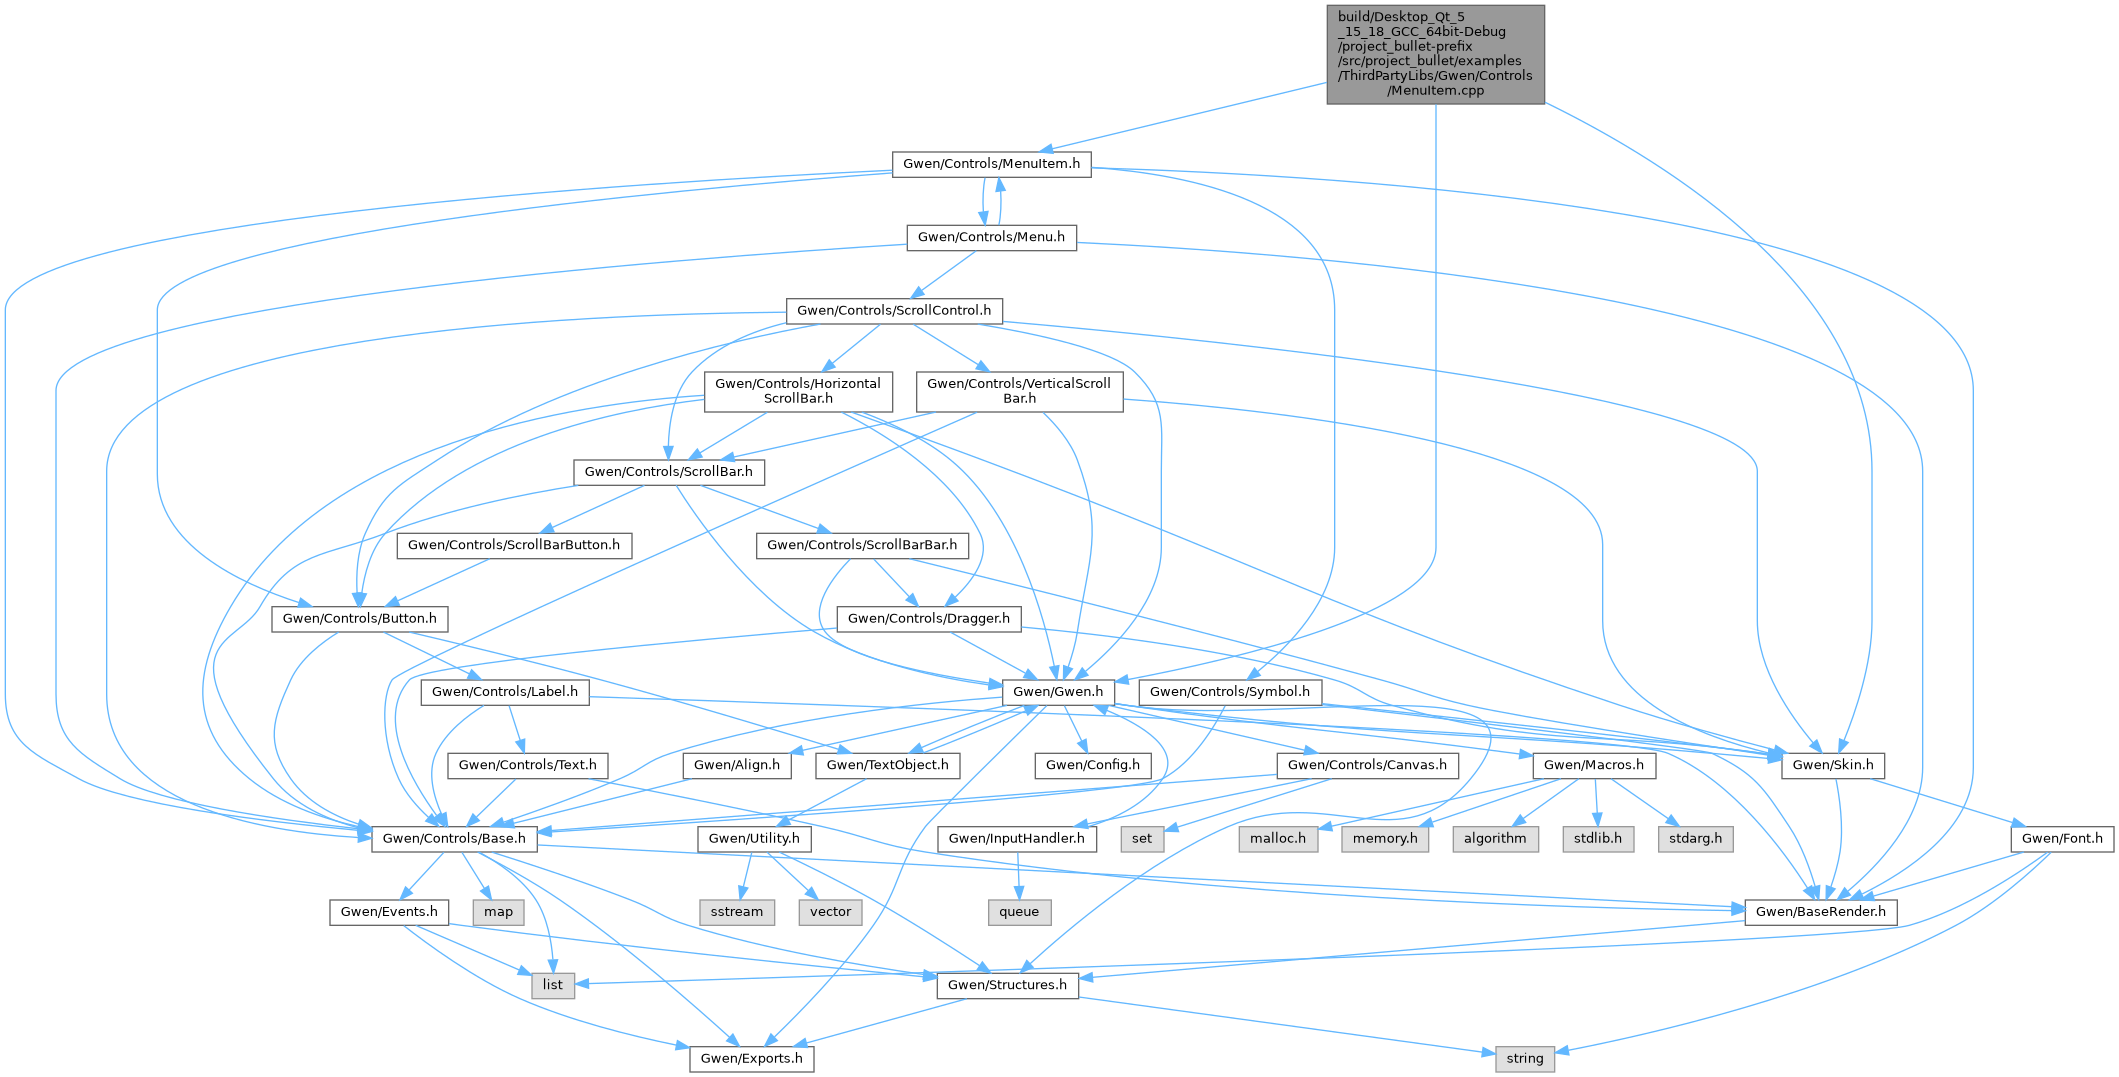 build/Desktop_Qt_5
_15_18_GCC_64bit-Debug
/project_bullet-prefix
/src/project_bullet/examples
/ThirdPartyLibs/Gwen/Controls
/MenuItem.cpp
Gwen/Controls/MenuItem.h
Gwen/Controls/Menu.h
Gwen/Controls/ScrollControl.h
Gwen/Controls/Horizontal
ScrollBar.h
Gwen/Controls/VerticalScroll
Bar.h
Gwen/Controls/ScrollBar.h
Gwen/Controls/ScrollBarButton.h
Gwen/Controls/ScrollBarBar.h
Gwen/Controls/Button.h
Gwen/Controls/Dragger.h
Gwen/Controls/Label.h
Gwen/Gwen.h
Gwen/Controls/Symbol.h
Gwen/Controls/Text.h
Gwen/Align.h
Gwen/TextObject.h
Gwen/Config.h
Gwen/Controls/Canvas.h
Gwen/Macros.h
Gwen/Skin.h
Gwen/Controls/Base.h
Gwen/Utility.h
Gwen/InputHandler.h
set
malloc.h
memory.h
algorithm
stdlib.h
stdarg.h
Gwen/Font.h
Gwen/Events.h
map
sstream
vector
queue
Gwen/BaseRender.h
list
Gwen/Structures.h
Gwen/Exports.h
string